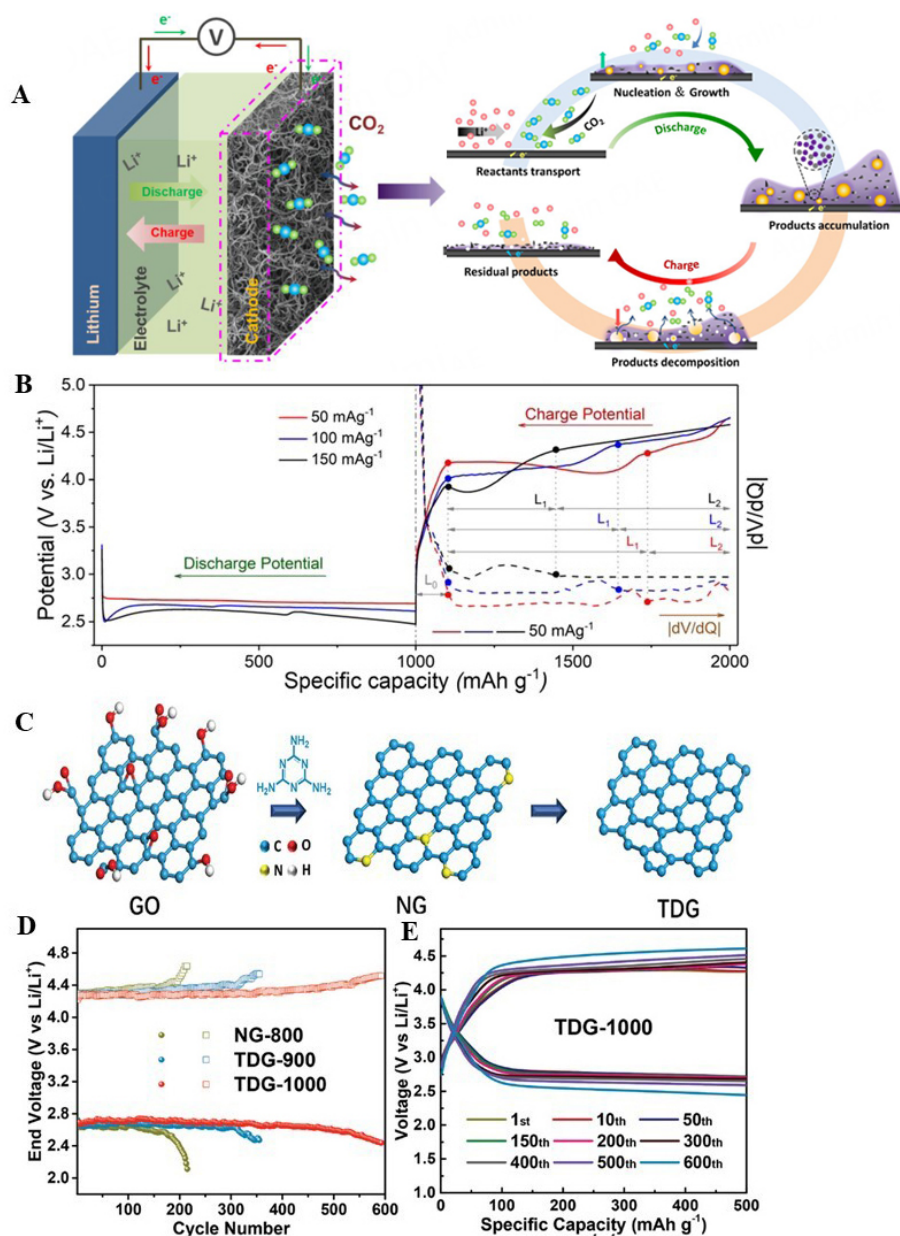 A
e-
V
e-
e-
e-
CO2
Li+
Li+
Discharge
Charge
Li+
Li+
Li+
Li+
Lithium
Electrolyte
Cathode
Nucleation & Growth
Li+
CO2
Discharge
Reactants transport
Products accumulation
Residual products
Charge
Products decomposition
B
Potential (V vs. Li/Li+)
5.0
4.5
4.0
3.5
3.0
2.5
50 mAg-1
100 mAg-1
150 mAg-1
Charge Potential
Discharge Potential
L1
L2
L1
L2
L1
L2
L0
50 mAg-1
|dV/dQ|
|dV/dQ|
0
500
1000
1500
2000
Specific capacity (mAh g-1)
C
NH2
N
N
H2N
N
NH2
C
O
N
H
GO
NG
TDG
D
End Voltage (V vs Li/Li+)
4.8
4.4
3.2
2.6
2.0
NG-800
TDG-900
TDG-1000
100
200
300
400
500
600
Cycle Number
E
Voltage (V vs Li/Li+)
4.5
4.0
3.5
3.0
2.5
2.0
1.5
1.0
TDG-1000
1st
10th
50th
150th
200th
300th
400th
500th
600th
0
100
200
300
400
500
Specific Capacity (mAh g-1)